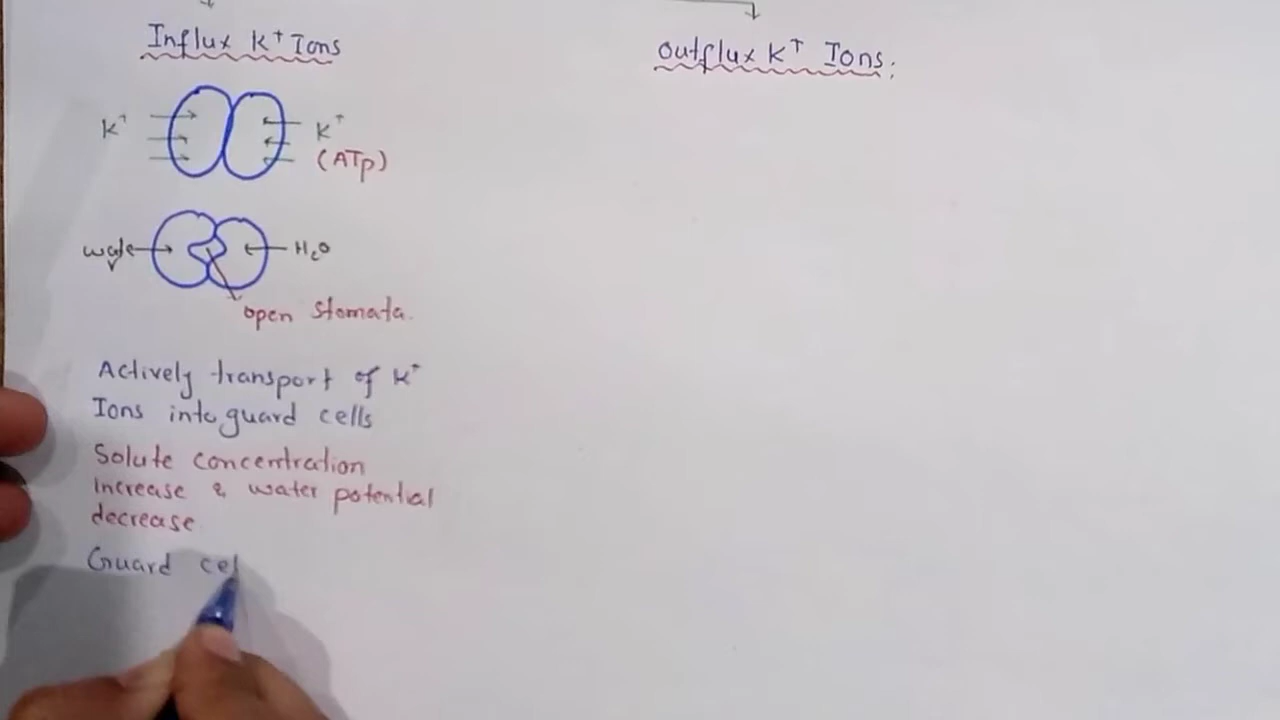 Influx K⁺ Ions
outflux K⁺ Ions:
K⁺
K⁺
(ATP)
H₂O
open Stomata.
Actively transport of K⁺
Ions into guard cells
Solute concentration
increase & water potential
decrease
Guard cel